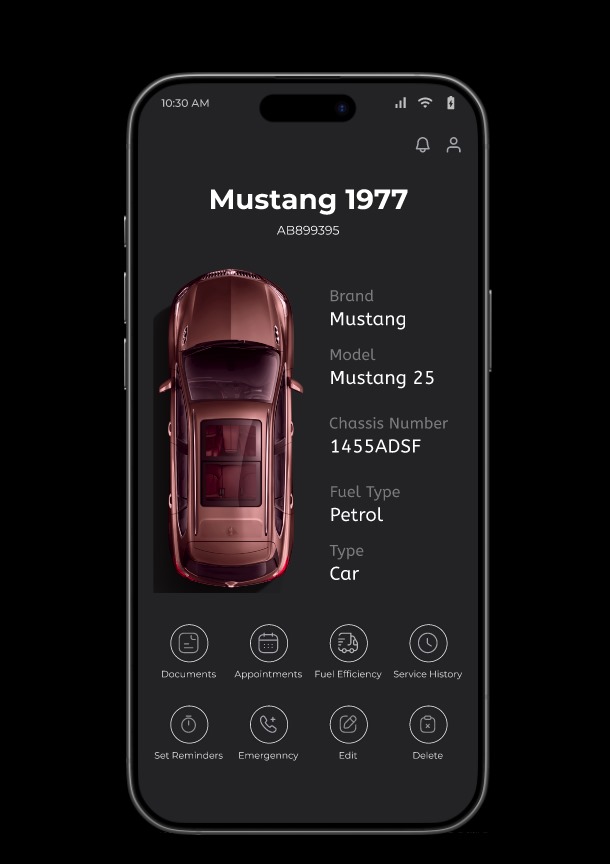 10:30 AM
Mustang 1977
AB899395
Brand
Mustang
Model
Mustang 25
Chassis Number
1455ADSF
Fuel Type
Petrol
Type
Car
Documents Appointments Fuel Efficiency Service History
Set Reminders Emergenncy Edit Delete